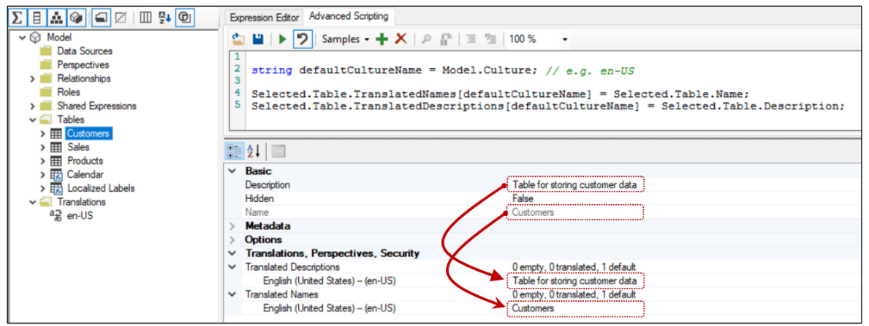 Expression Editor Advanced Scripting
Samples
100 %
Model
Data Sources
Perspectives
Relationships
Roles
Shared Expressions
Tables
Customers
Sales
Products
Calendar
Localized Labels
Translations
en-US
1
2 string defaultCultureName = Model.Culture; // e.g. en-US
3
4 Selected.Table.TranslatedNames[defaultCultureName] = Selected.Table.Name;
5 Selected.Table.TranslatedDescriptions[defaultCultureName] = Selected.Table.Description;
Basic
Description Table for storing customer data
Hidden False
Name Customers
Metadata
Options
Translations, Perspectives, Security
Translated Descriptions 0 empty, 0 translated, 1 default
English (United States) -- (en-US) Table for storing customer data
Translated Names 0 empty, 0 translated, 1 default
English (United States) -- (en-US) Customers